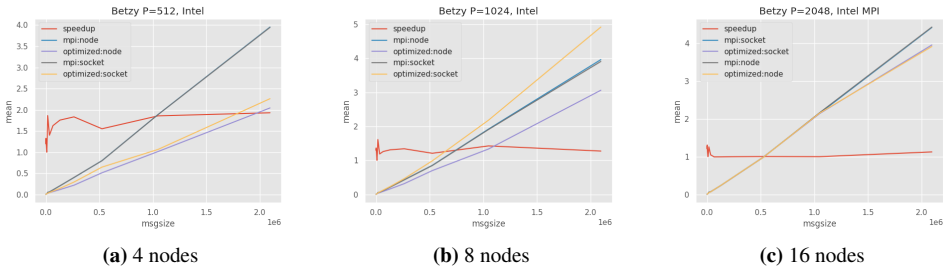 Betzy P=512, Intel
speedup
mpi:node
optimized:node
mpi:socket
optimized:socket
mean
4.0
3.5
3.0
2.5
2.0
1.5
1.0
0.5
0.0
0.0
0.5
1.0
1.5
2.0
msgsize
1e6
(a) 4 nodes
Betzy P=1024, Intel
speedup
mpi:node
optimized:node
mpi:socket
optimized:socket
mean
5
4
3
2
1
0
0.0
0.5
1.0
1.5
2.0
msgsize
1e6
(b) 8 nodes
Betzy P=2048, Intel MPI
speedup
mpi:socket
optimized:socket
mpi:node
optimized:node
mean
4
3
2
1
0
0.0
0.5
1.0
1.5
2.0
msgsize
1e6
(c) 16 nodes